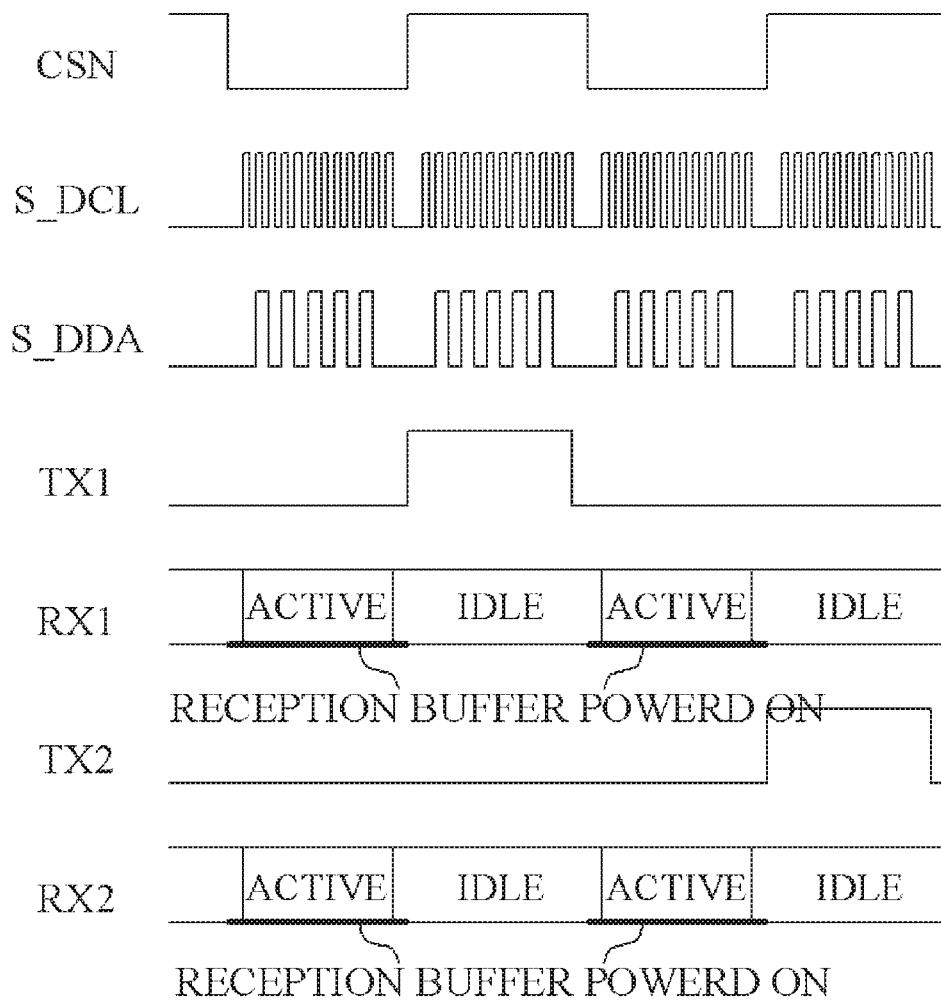 CSN
S_DCL
S_DDA
TX1
RX1 ACTIVE IDLE ACTIVE IDLE
RECEPTION BUFFER POWERD ON
TX2
RX2 ACTIVE IDLE ACTIVE IDLE
RECEPTION BUFFER POWERD ON